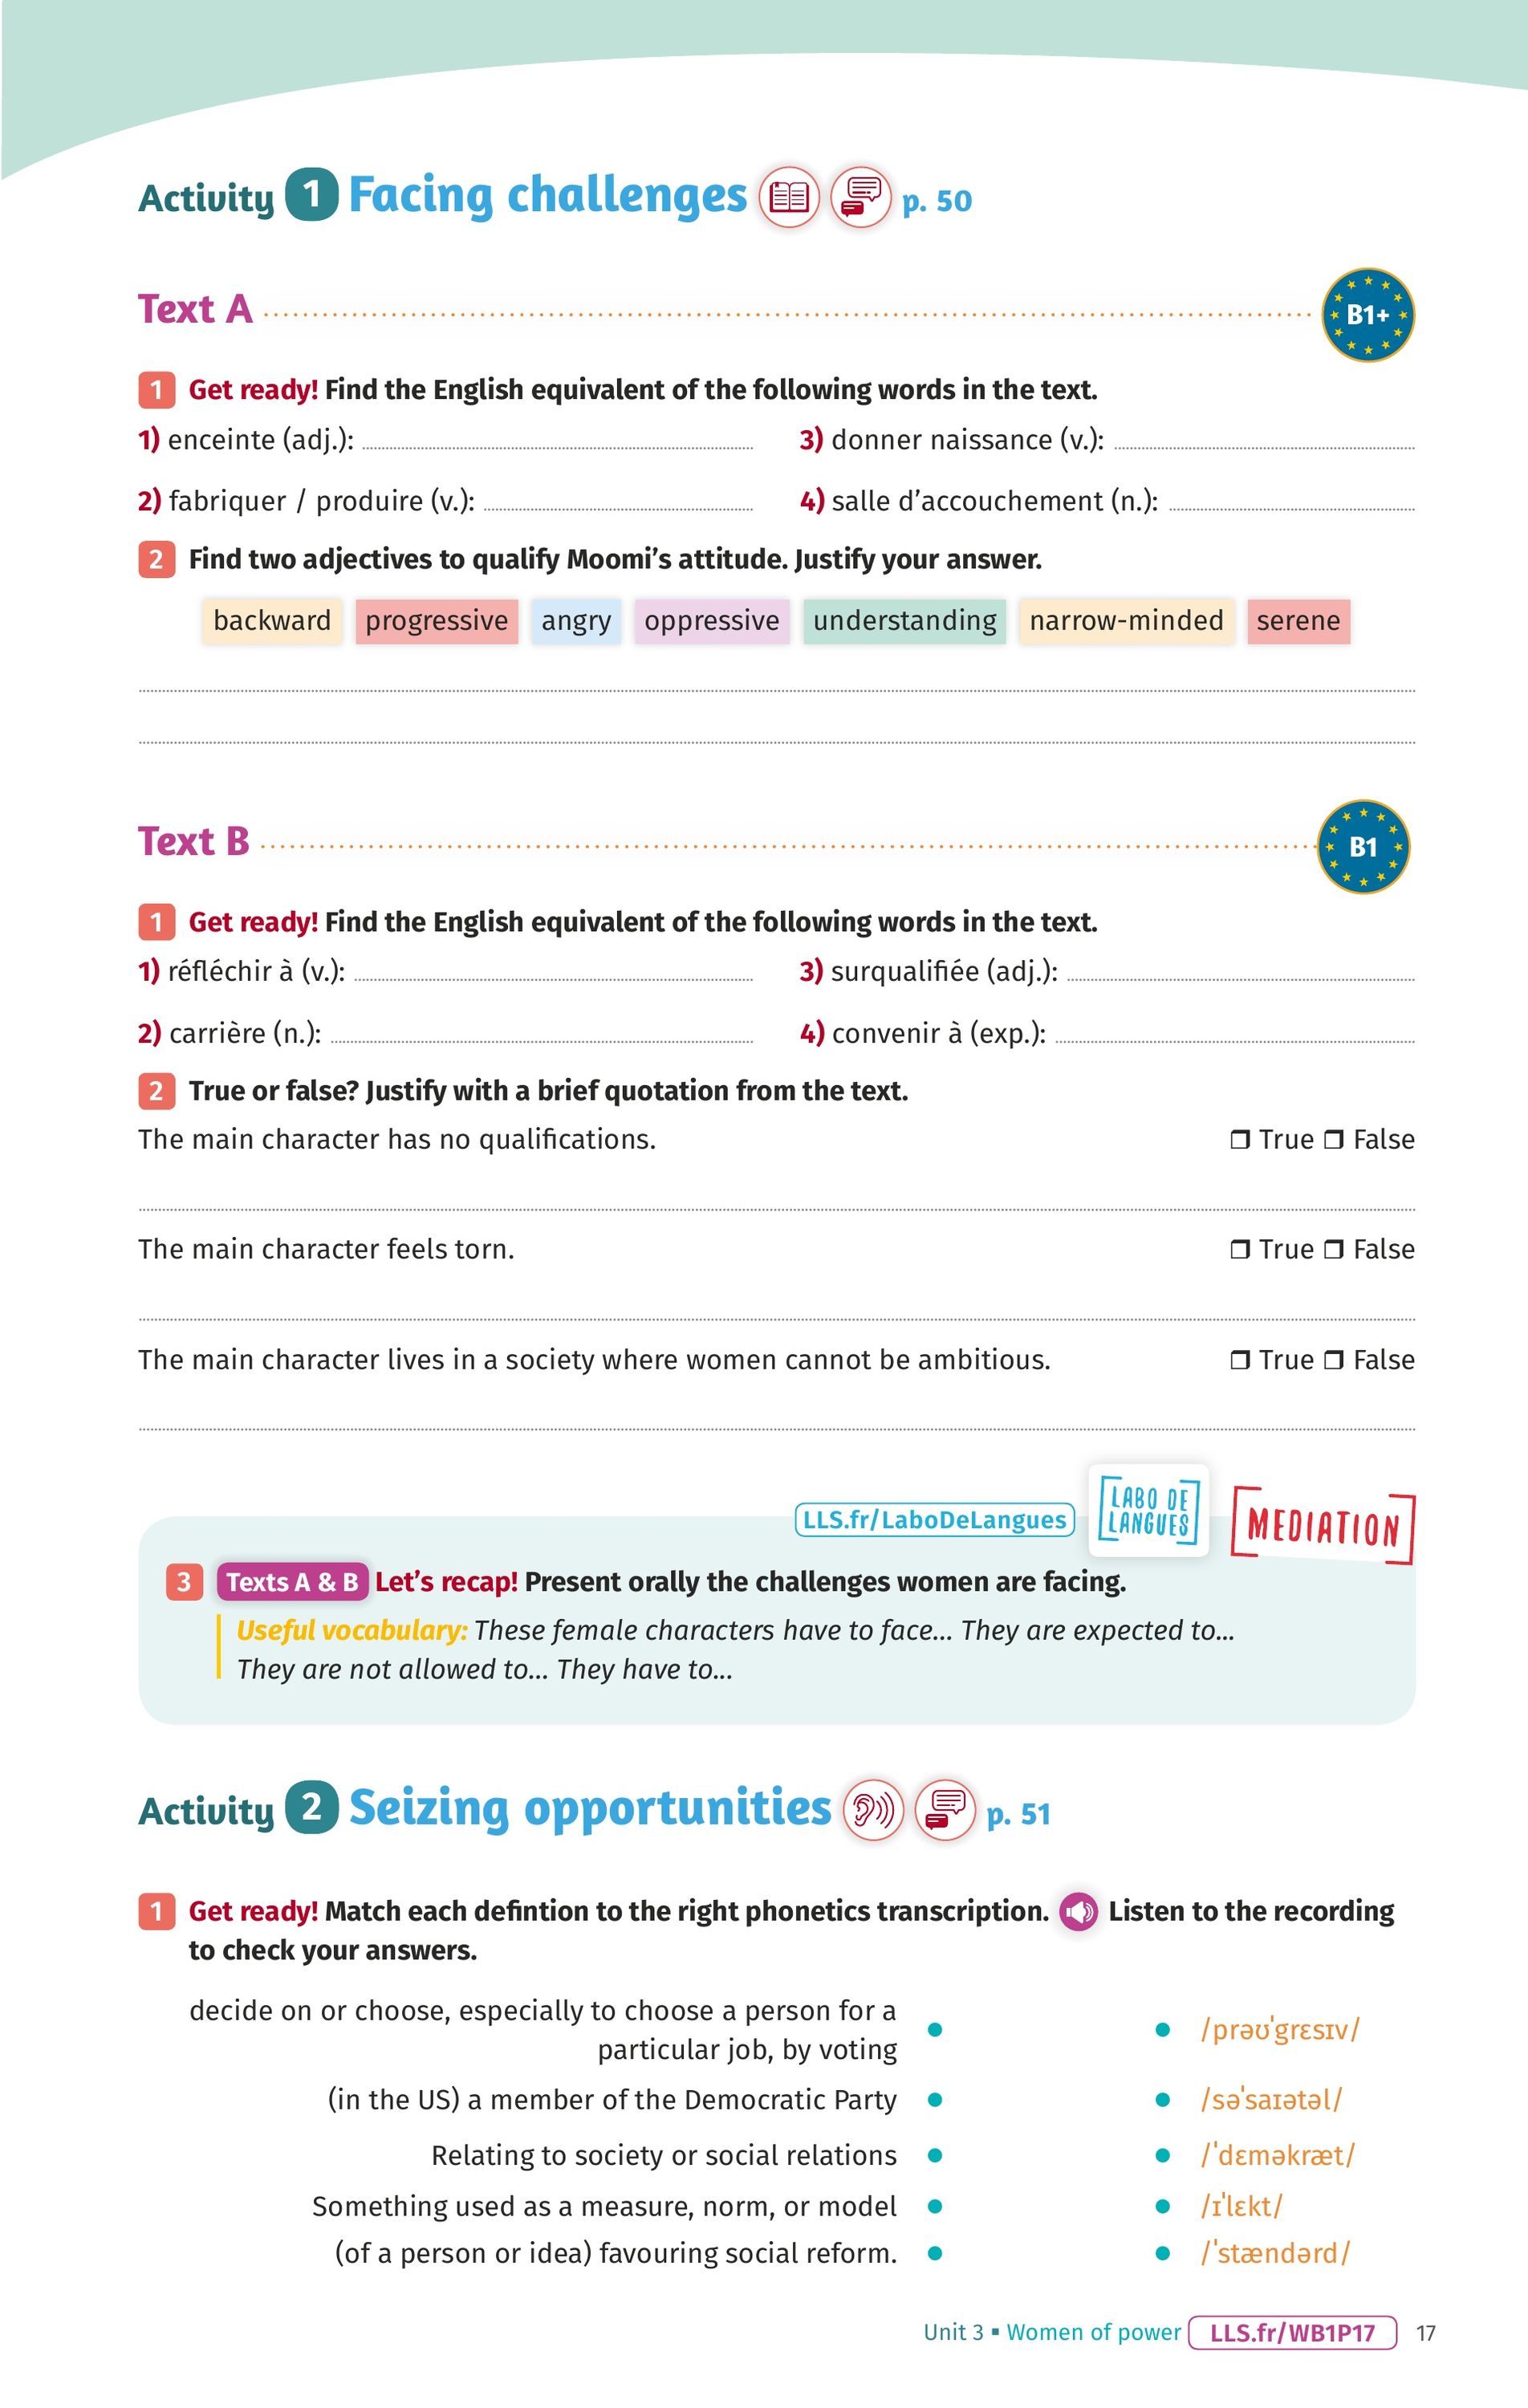 Activity 1 Facing challenges p. 50
Text A
B1+
1 Get ready! Find the English equivalent of the following words in the text.
1) enceinte (adj.):
3) donner naissance (v.):
2) fabriquer / produire (v.):
4) salle d’accouchement (n.):
2 Find two adjectives to qualify Moomi’s attitude. Justify your answer.
backward progressive angry oppressive understanding narrow-minded serene
Text B
B1
1 Get ready! Find the English equivalent of the following words in the text.
1) réfléchir à (v.):
3) surqualifiée (adj.):
2) carrière (n.):
4) convenir à (exp.):
2 True or false? Justify with a brief quotation from the text.
The main character has no qualifications. ❒ True ❒ False
The main character feels torn. ❒ True ❒ False
The main character lives in a society where women cannot be ambitious. ❒ True ❒ False
LLS.fr/LaboDeLangues
LABO DE
LANGUES
MEDIATION
3 Texts A & B Let’s recap! Present orally the challenges women are facing.
Useful vocabulary: These female characters have to face... They are expected to...
They are not allowed to... They have to...
Activity 2 Seizing opportunities p. 51
1 Get ready! Match each defintion to the right phonetics transcription. Listen to the recording
to check your answers.
decide on or choose, especially to choose a person for a
particular job, by voting
/prəʊˈgrɛsɪv/
(in the US) a member of the Democratic Party
/səˈsaɪətəl/
Relating to society or social relations
/ˈdɛməkræt/
Something used as a measure, norm, or model
/ɪˈlɛkt/
(of a person or idea) favouring social reform.
/ˈstændərd/
Unit 3 ▪ Women of power LLS.fr/WB1P17 17